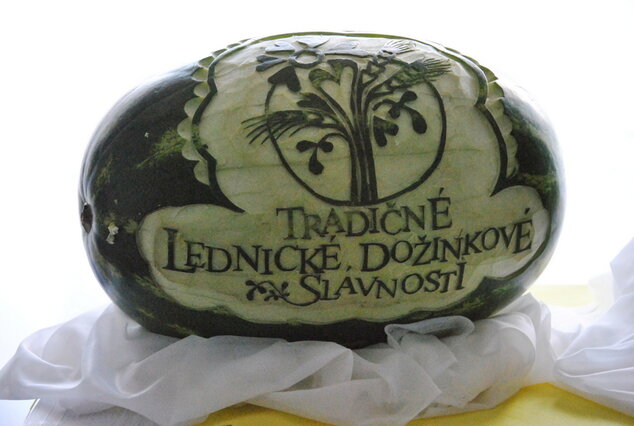 TRADIČNÉ
LEDNICKÉ DOŽINKOVÉ
SLÁVNOSTI